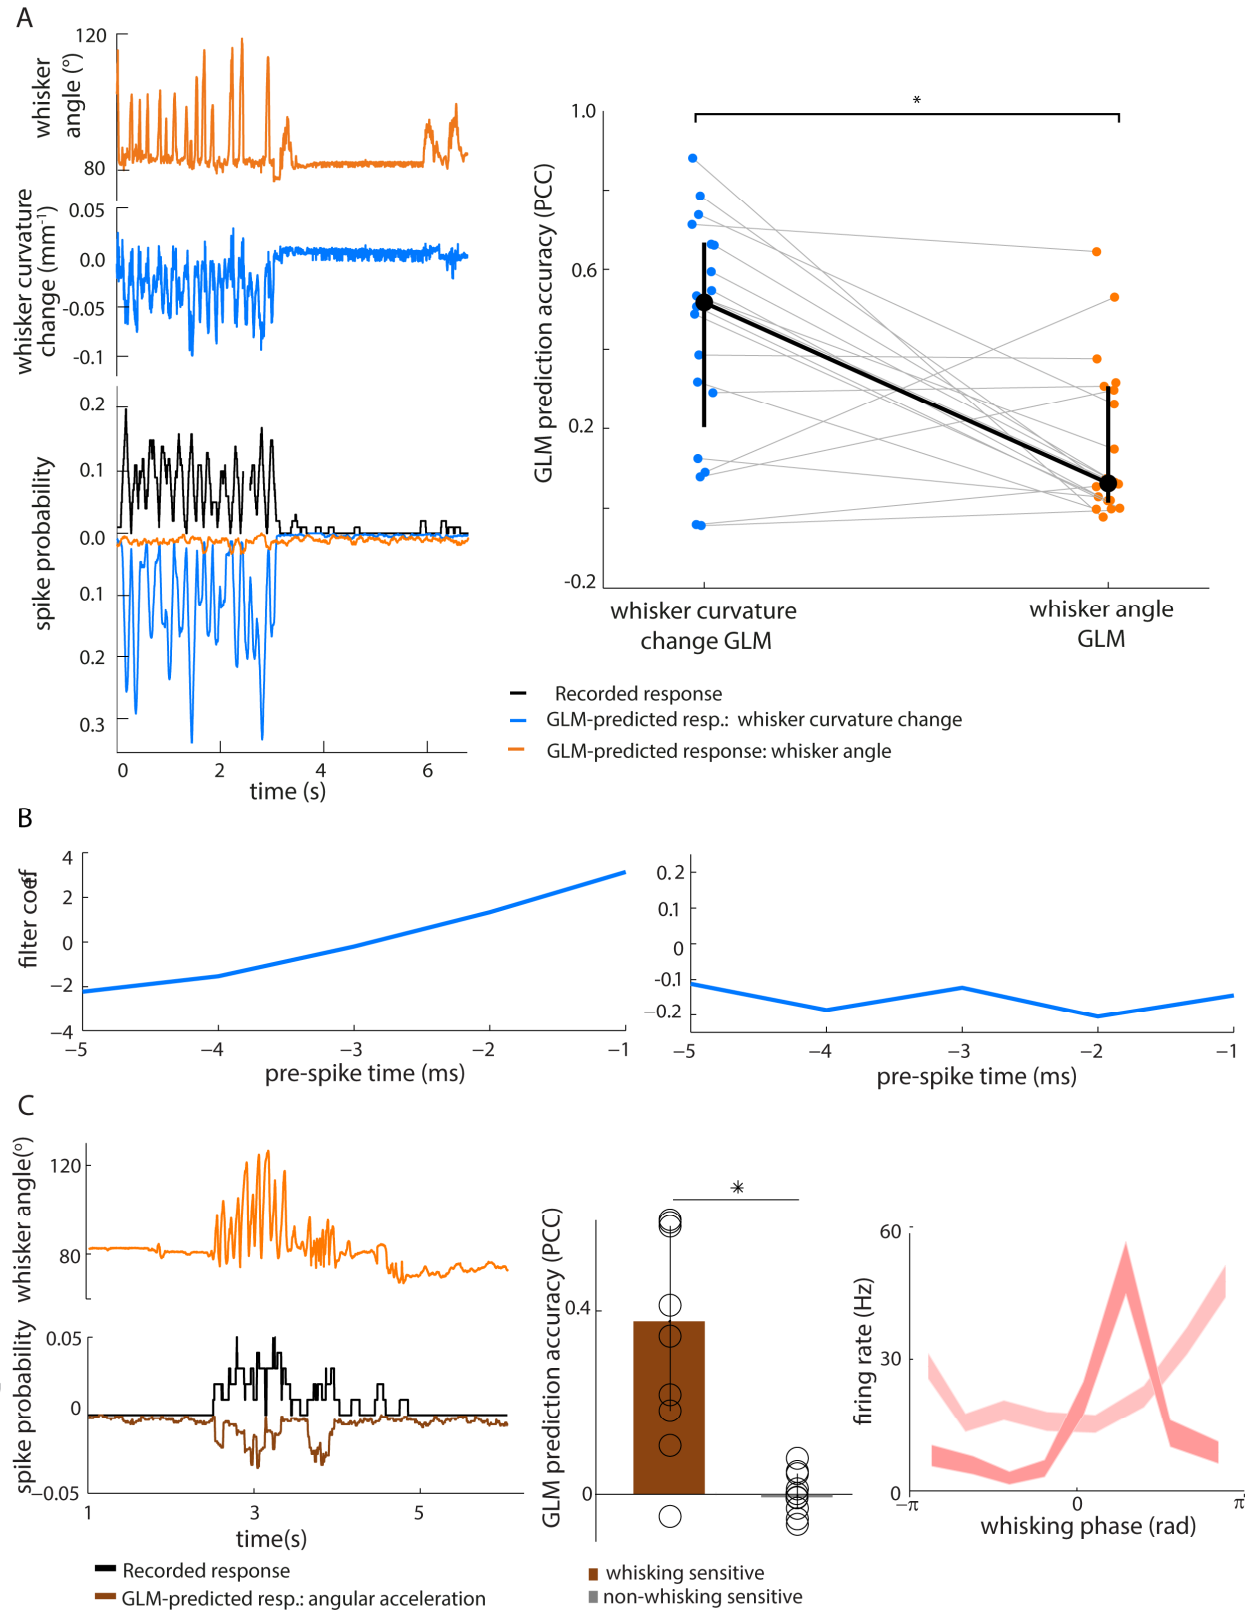 A
whisker
angle (°)
120
80
whisker curvature
change (mm-1)
0.05
0.0
-0.05
-0.1
spike probability
0.2
0.1
0.0
0.1
0.2
0.3
0
2
4
6
time (s)
GLM prediction accuracy (PCC)
1.0
0.6
0.2
-0.2
*
whisker curvature
change GLM
whisker angle
GLM
Recorded response
GLM-predicted resp.: whisker curvature change
GLM-predicted response: whisker angle
B
filter coeff
4
2
0
−2
−4
−5
−4
−3
−2
−1
pre-spike time (ms)
0.2
0.1
0
-0.1
−0.2
−5
−4
−3
−2
−1
pre-spike time (ms)
C
whisker angle(°)
120
80
spike probability
0.05
0
−0.05
1
3
5
time(s)
Recorded response
GLM-predicted resp.: angular acceleration
GLM prediction accuracy (PCC)
0.4
0
*
whisking sensitive
non-whisking sensitive
firing rate (Hz)
60
30
0
−π
0
π
whisking phase (rad)